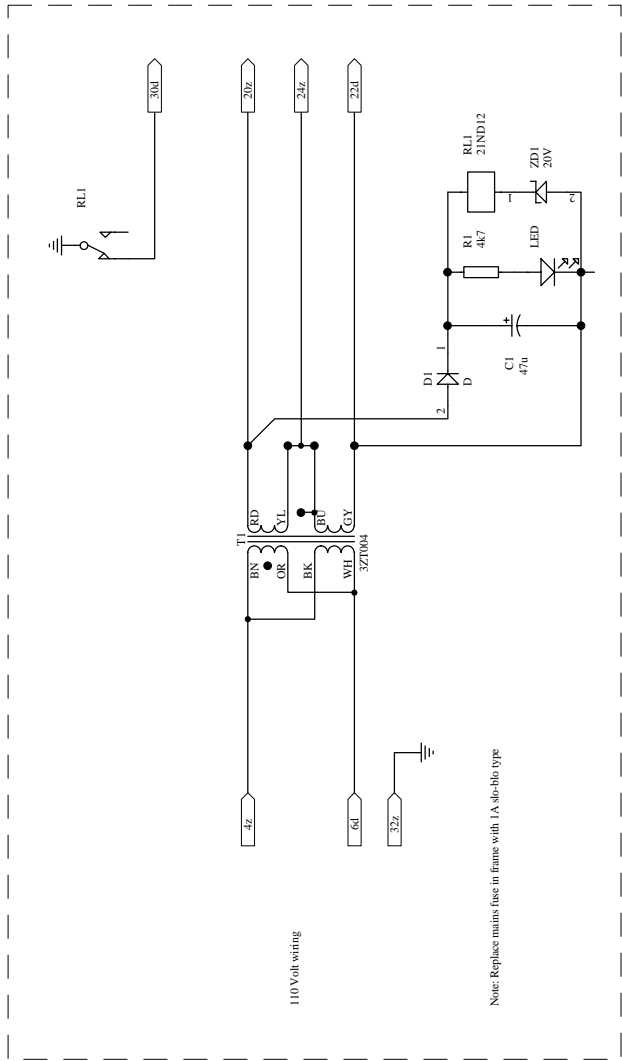 RL1
30d
20z
24z
22d
RL1
21ND12
1
ZD1
20V
2
R1
4k7
LED
C1
47u
D1
D
1
2
T1
RD
YL
BU
GY
BN
OR
BK
WH
3ZT004
4z
6d
32z
110 Volt wiring
Note: Replace mains fuse in frame with 1A slo-blo type